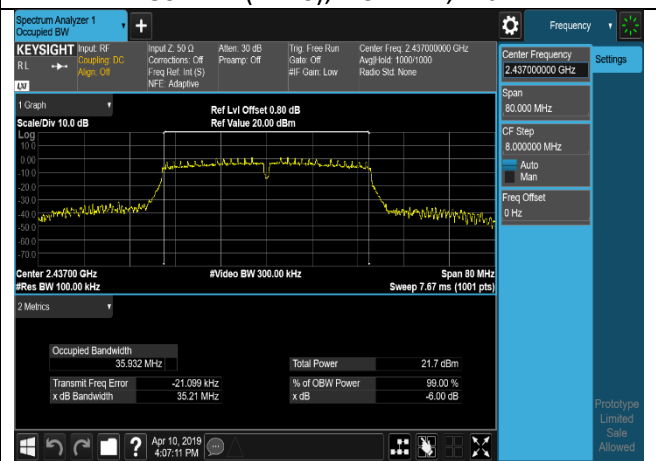 Spectrum Analyzer 1
Occupied BW
Frequency
KEYSIGHT
RL
Input: RF
Coupling: DC
Align: Off
Input Z: 50 Ω
Corrections: Off
Freq Ref: Int (S)
NFE: Adaptive
Atten: 30 dB
Preamp: Off
Trig: Free Run
Gate: Off
#IF Gain: Low
Center Freq: 2.437000000 GHz
Avg|Hold: 1000/1000
Radio Std: None
Center Frequency
2.437000000 GHz
Settings
Span
80.000 MHz
CF Step
8.000000 MHz
Auto
Man
Freq Offset
0 Hz
1 Graph
Scale/Div 10.0 dB
Ref Lvl Offset 0.80 dB
Ref Value 20.00 dBm
Log
10.0
0.00
-10.0
-20.0
-30.0
-40.0
-50.0
-60.0
-70.0
Center 2.43700 GHz
#Res BW 100.00 kHz
#Video BW 300.00 kHz
Span 80 MHz
Sweep 7.67 ms (1001 pts)
2 Metrics
Occupied Bandwidth
35.932 MHz
Total Power 21.7 dBm
Transmit Freq Error -21.099 kHz
% of OBW Power 99.00 %
x dB Bandwidth 35.21 MHz
x dB -6.00 dB
Prototype
Limited
Sale
Allowed
?
Apr 10, 2019
4:07:11 PM